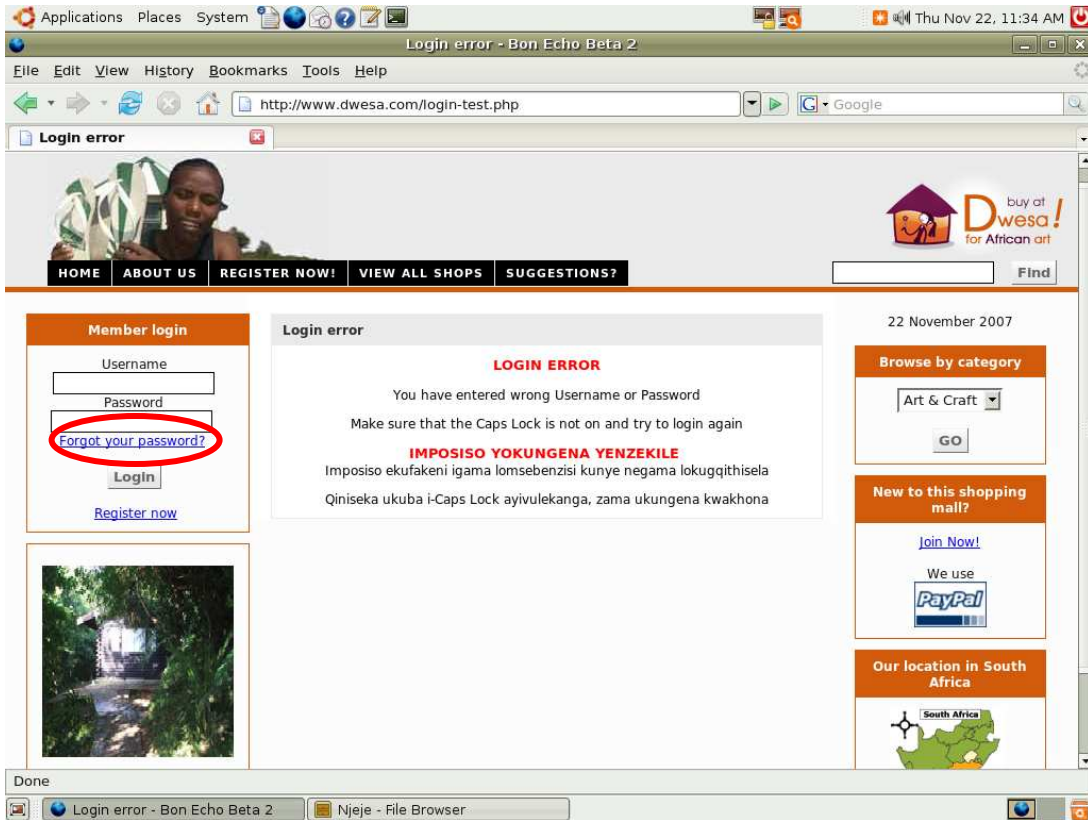 Applications Places System
Thu Nov 22, 11:34 AM
Login error - Bon Echo Beta 2
File Edit View History Bookmarks Tools Help
http://www.dwesa.com/login-test.php
G Google
Login error
buy at
Dwesa!
for African art
HOME ABOUT US REGISTER NOW! VIEW ALL SHOPS SUGGESTIONS?
Find
Member login
Username
Password
Forgot your password?
Login
Register now
Login error
LOGIN ERROR
You have entered wrong Username or Password
Make sure that the Caps Lock is not on and try to login again
IMPOSISO YOKUNGENA YENZEKILE
Imposiso ekufakeni igama lomsebenzisi kunye negama lokugqithisela
Qiniseka ukuba i-Caps Lock ayivulekanga, zama ukungena kwakhona
22 November 2007
Browse by category
Art & Craft
GO
New to this shopping
mall?
Join Now!
We use
PayPal
Our location in South
Africa
South Africa
Done
Login error - Bon Echo Beta 2
Njeje - File Browser